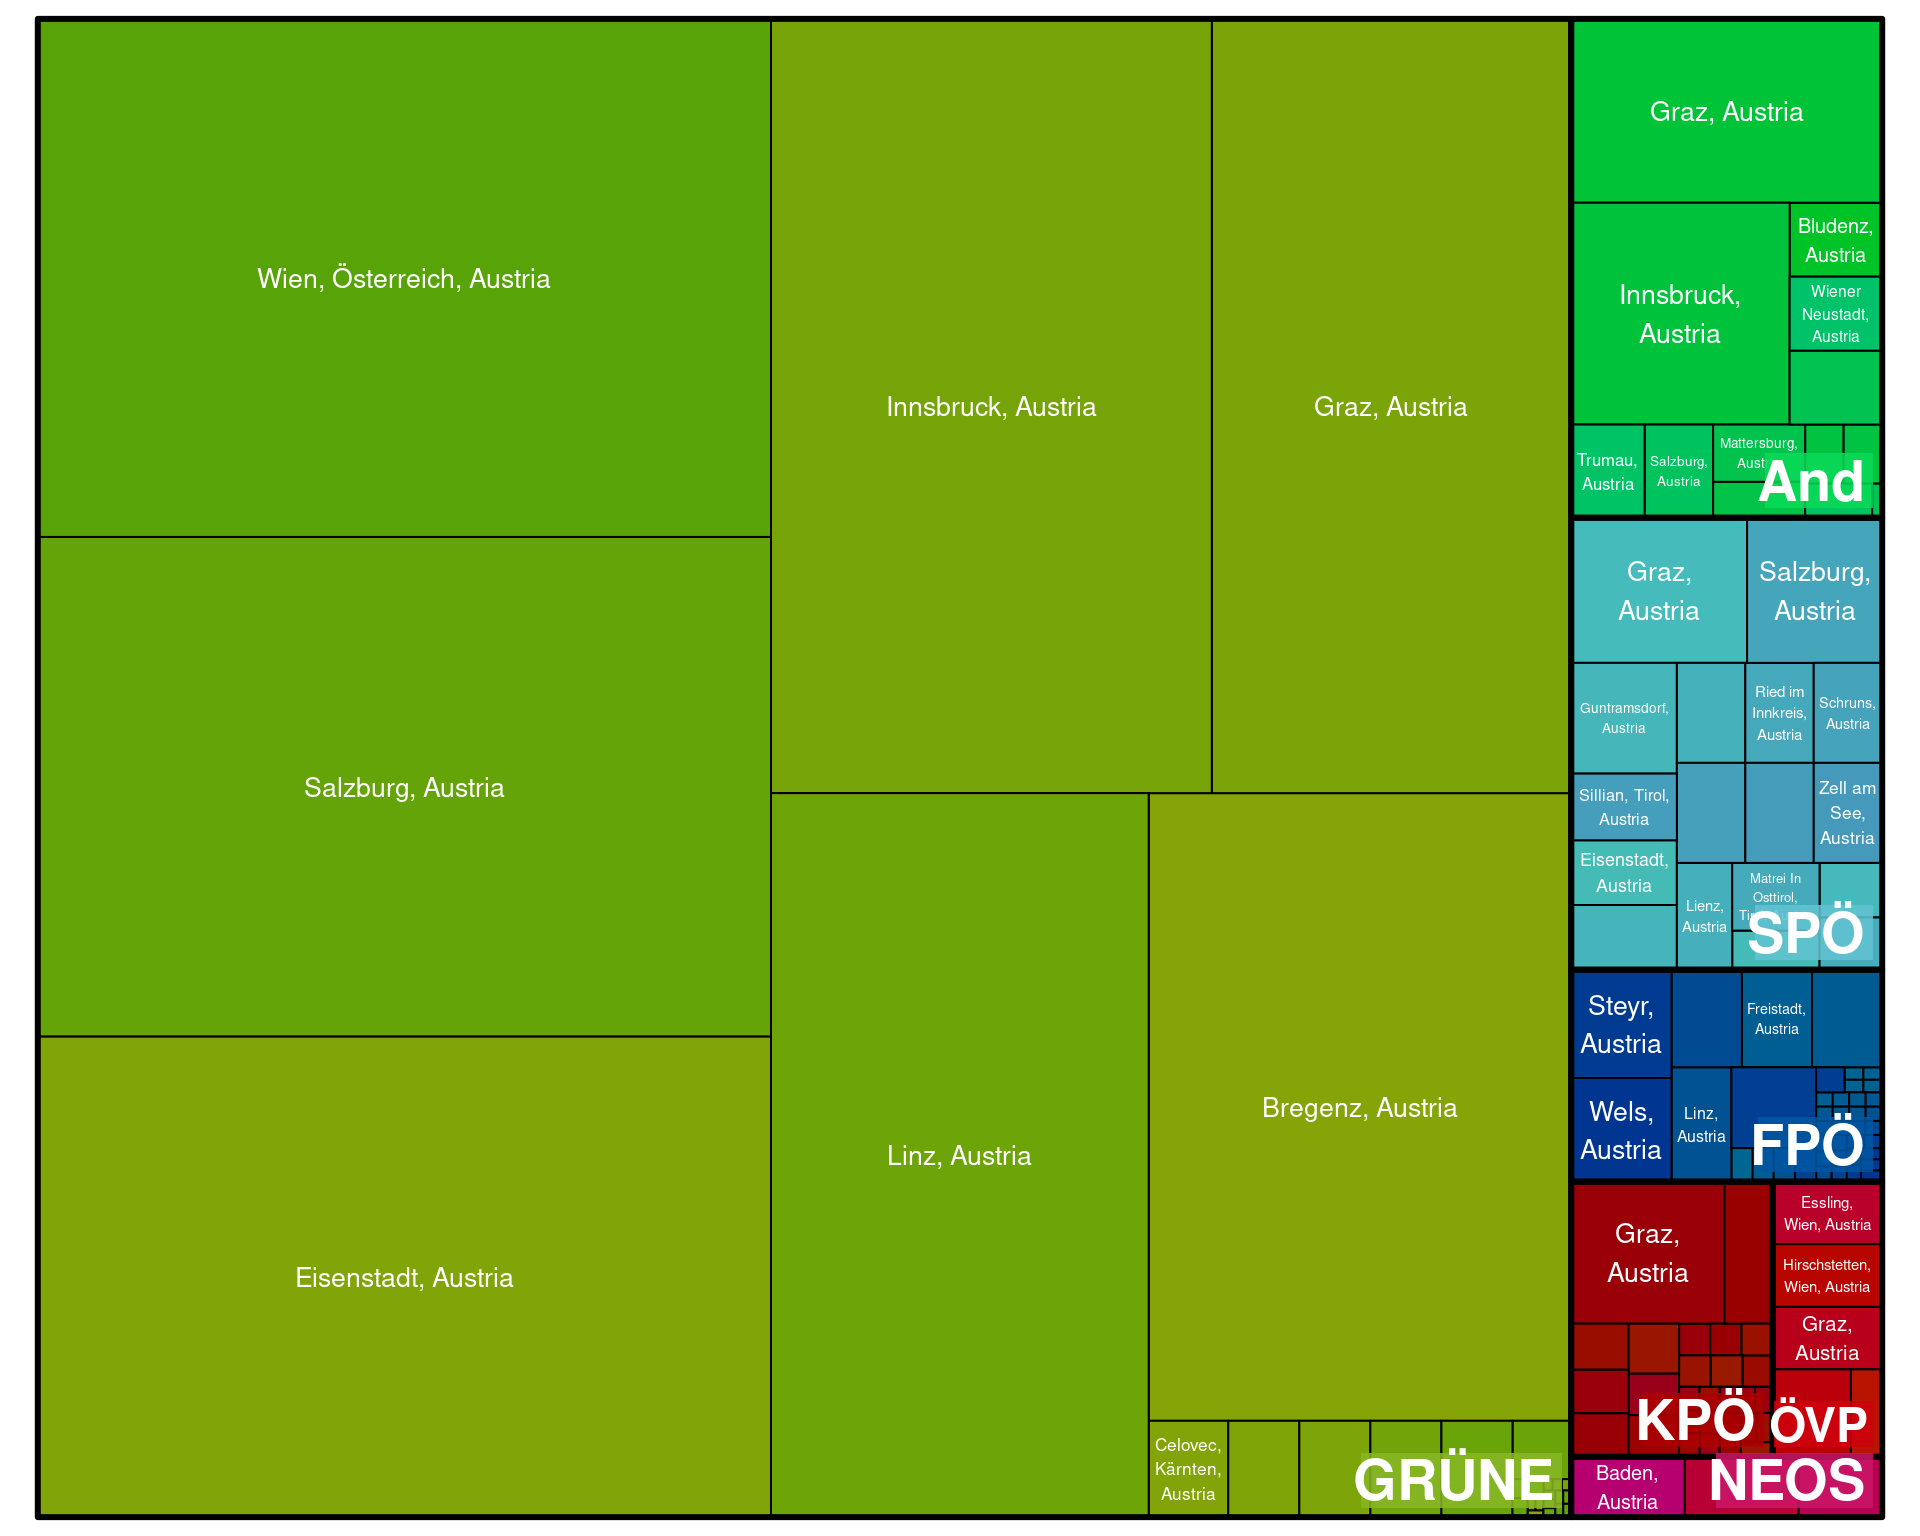 Wien, Österreich, Austria
Salzburg, Austria
Eisenstadt, Austria
Innsbruck, Austria
Graz, Austria
Linz, Austria
Bregenz, Austria
Celovec,
Kärnten,
Austria
GRÜNE
Graz, Austria
Innsbruck,
Austria
Bludenz,
Austria
Wiener
Neustadt,
Austria
Trumau,
Austria
Salzburg,
Austria
Mattersburg,
And
Graz,
Austria
Salzburg,
Austria
Guntramsdorf,
Austria
Ried im
Innkreis,
Austria
Schruns,
Austria
Sillian, Tirol,
Austria
Zell am
See,
Austria
Eisenstadt,
Austria
Lienz,
Austria
Matrei In
Osttirol,
SPÖ
Steyr,
Austria
Freistadt,
Austria
Wels,
Austria
Linz,
Austria
FPÖ
Graz,
Austria
KPÖ
Essling,
Wien, Austria
Hirschstetten,
Wien, Austria
Graz,
Austria
ÖVP
Baden,
Austria
NEOS